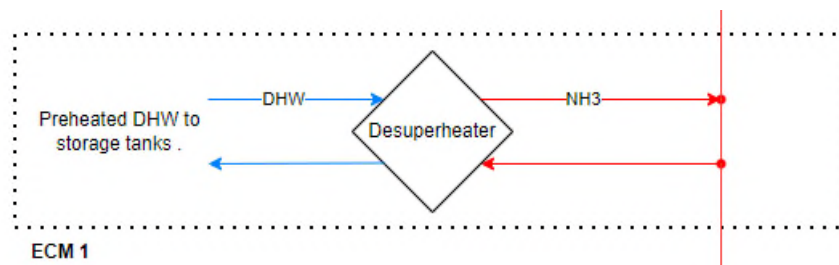 DHW
NH3
Preheated DHW to
storage tanks .
Desuperheater
ECM 1